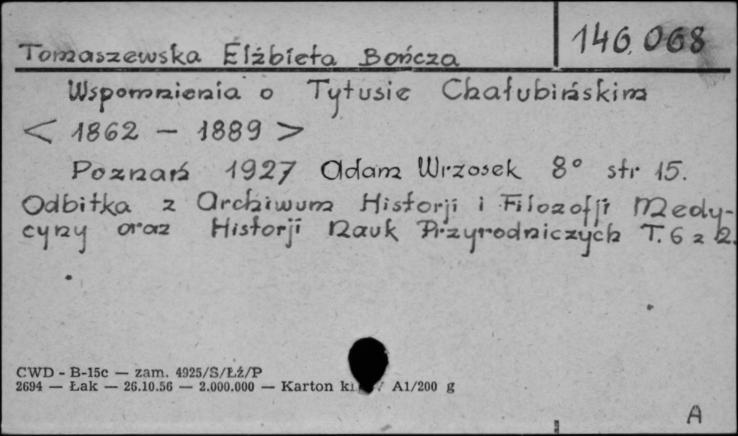 146.068
Tomaszewska Elżbieta Bończa
Wspomnienia o Tytusie Chałubińskim
< 1862 – 1889 >
Poznań 1927 Adam Wrzosek 8° str 15.
Odbitka z Archiwum Historji i Filozofji Medy-
cyny oraz Historji Nauk Przyrodniczych T. 6 z 2.
CWD - B-15c — zam. 4925/S/Łź/P
2694 — Łak — 26.10.56 — 2.000.000 — Karton A1/200 g
A